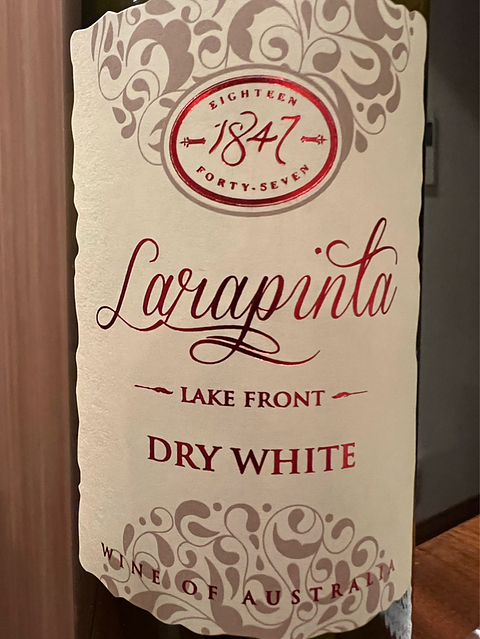 EIGHTEEN
1847
FORTY-SEVEN
Larapinta
LAKE FRONT
DRY WHITE
WINE OF AUSTRALIA